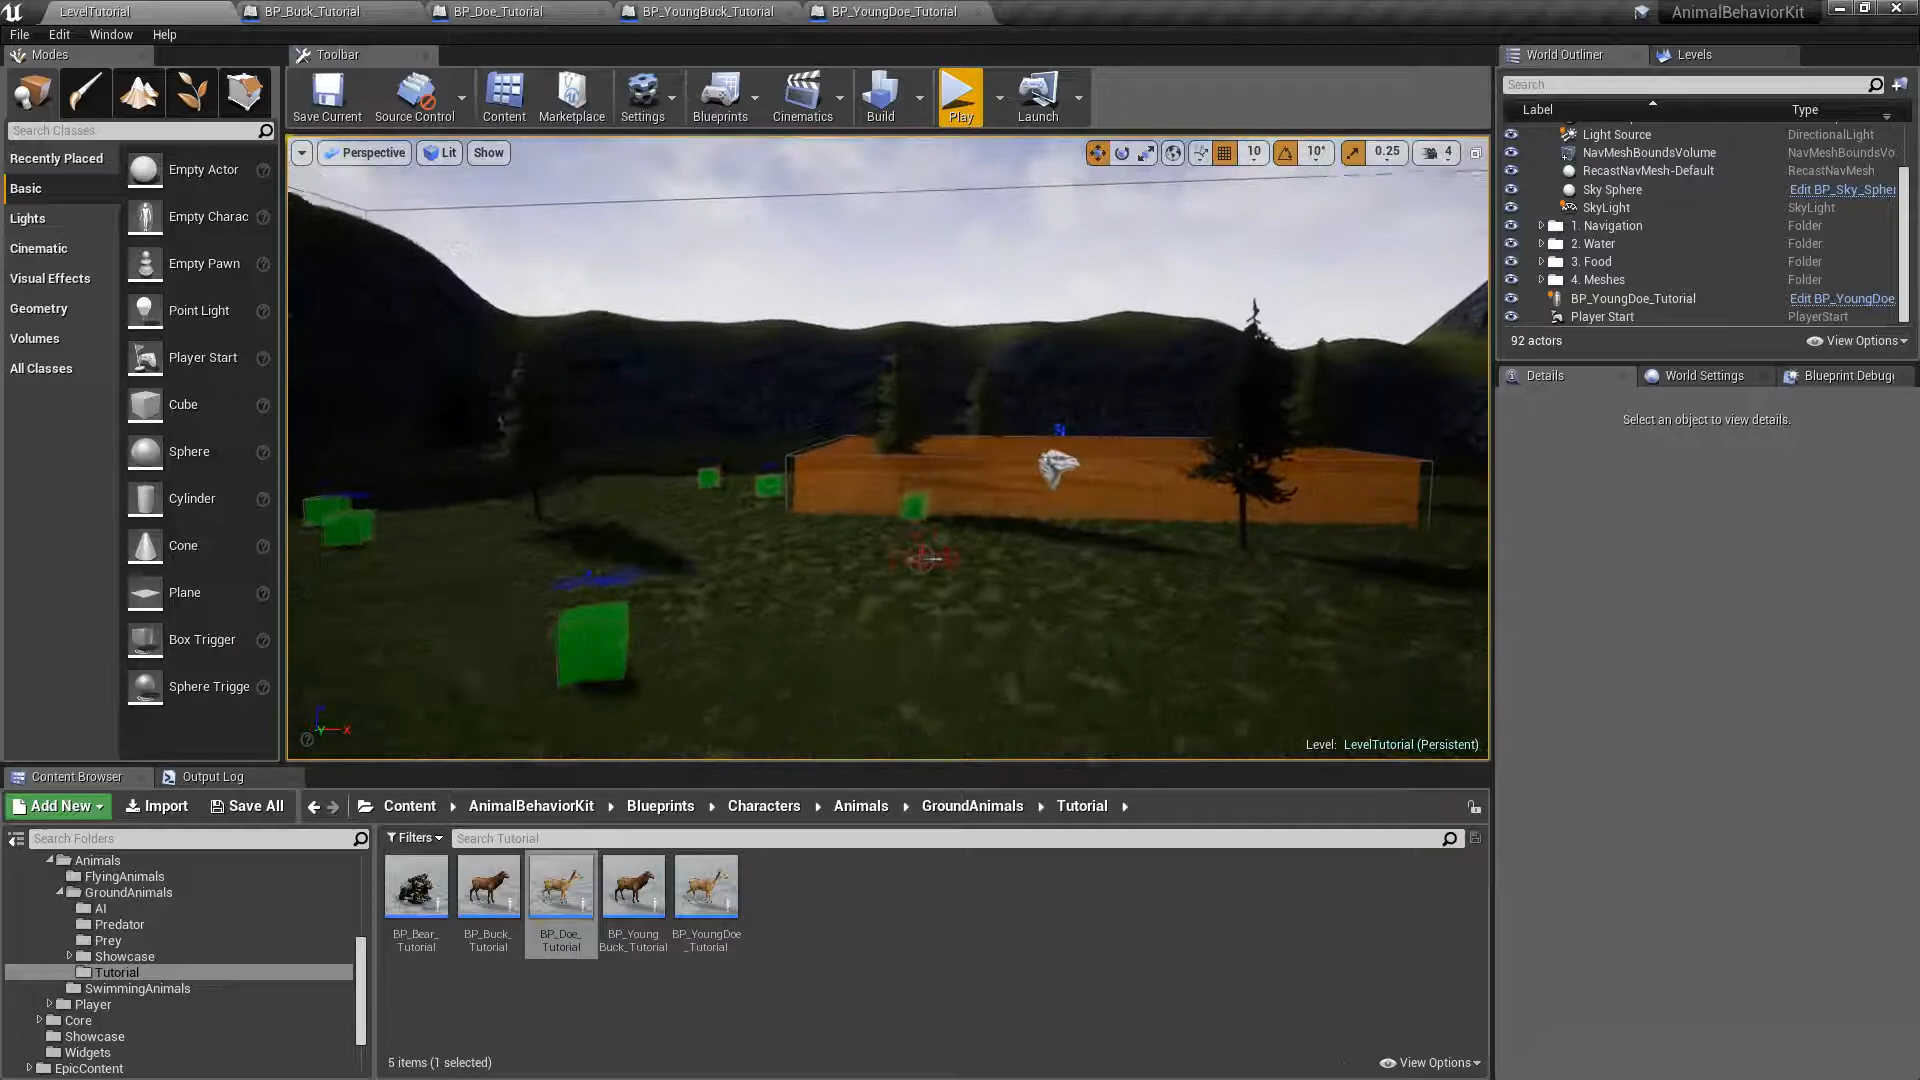 LevelTutorial
BP_Buck_Tutorial
BP_Doe_Tutorial
BP_YoungBuck_Tutorial
BP_YoungDoe_Tutorial
AnimalBehaviorKit
File Edit Window Help
Modes
Toolbar
World Outliner
Levels
Save Current
Source Control
Content
Marketplace
Settings
Blueprints
Cinematics
Build
Play
Launch
Search Classes
Recently Placed
Basic
Lights
Cinematic
Visual Effects
Geometry
Volumes
All Classes
Empty Actor
Empty Charac
Empty Pawn
Point Light
Player Start
Cube
Sphere
Cylinder
Cone
Plane
Box Trigger
Sphere Trigge
Perspective
Lit
Show
10
10°
0.25
4
X
Level: LevelTutorial (Persistent)
Search
Label Type
Light Source DirectionalLight
NavMeshBoundsVolume NavMeshBoundsVo
RecastNavMesh-Default RecastNavMesh
Sky Sphere Edit BP_Sky_Spher
SkyLight SkyLight
1. Navigation Folder
2. Water Folder
3. Food Folder
4. Meshes Folder
BP_YoungDoe_Tutorial Edit BP_YoungDoe
Player Start PlayerStart
92 actors
View Options
Details
World Settings
Blueprint Debug
Select an object to view details.
Content Browser
Output Log
Add New
Import
Save All
Content AnimalBehaviorKit Blueprints Characters Animals GroundAnimals Tutorial
Search Folders
Filters
Search Tutorial
Animals
FlyingAnimals
GroundAnimals
AI
Predator
Prey
Showcase
Tutorial
SwimmingAnimals
Player
Core
Showcase
Widgets
EpicContent
BP_Bear_
Tutorial
BP_Buck_
Tutorial
BP_Doe_
Tutorial
BP_Young
Buck_Tutorial
BP_YoungDoe
_Tutorial
5 items (1 selected)
View Options